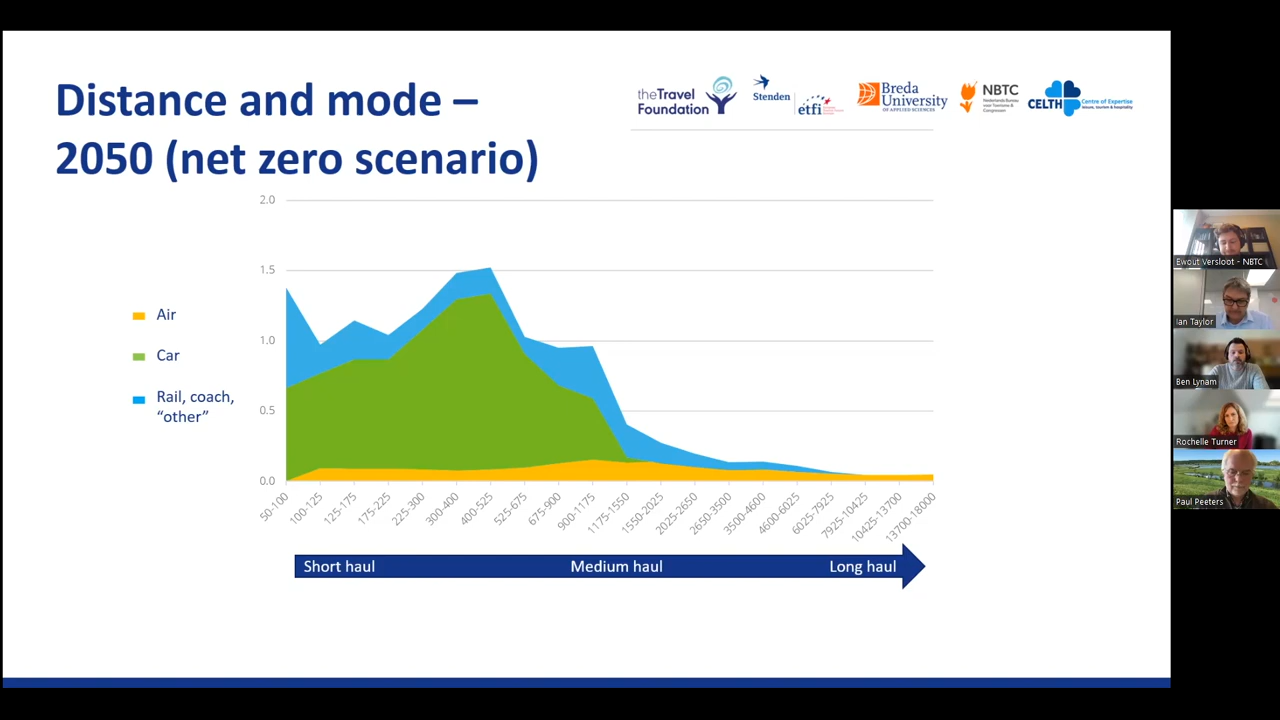 Distance and mode –
2050 (net zero scenario)
theTravel
Foundation
Stenden
etfi
Breda
University
OF APPLIED SCIENCES
NBTC
Nederlands Bureau
voor Toerisme &
Congressen
CELTH
Centre of Expertise
leisure, tourism & hospitality
2.0
1.5
1.0
0.5
0.0
Air
Car
Rail, coach,
“other”
50-100
100-125
125-175
175-225
225-300
300-400
405-525
525-675
675-900
900-1175
1175-1550
1550-2025
2025-2650
2650-3500
3500-4600
4600-6025
6025-7925
7925-10425
10425-13700
13700-18000
Short haul
Medium haul
Long haul
Ewout Versloot - NBTC
Ian Taylor
Ben Lynam
Rochelle Turner
Paul Peeters